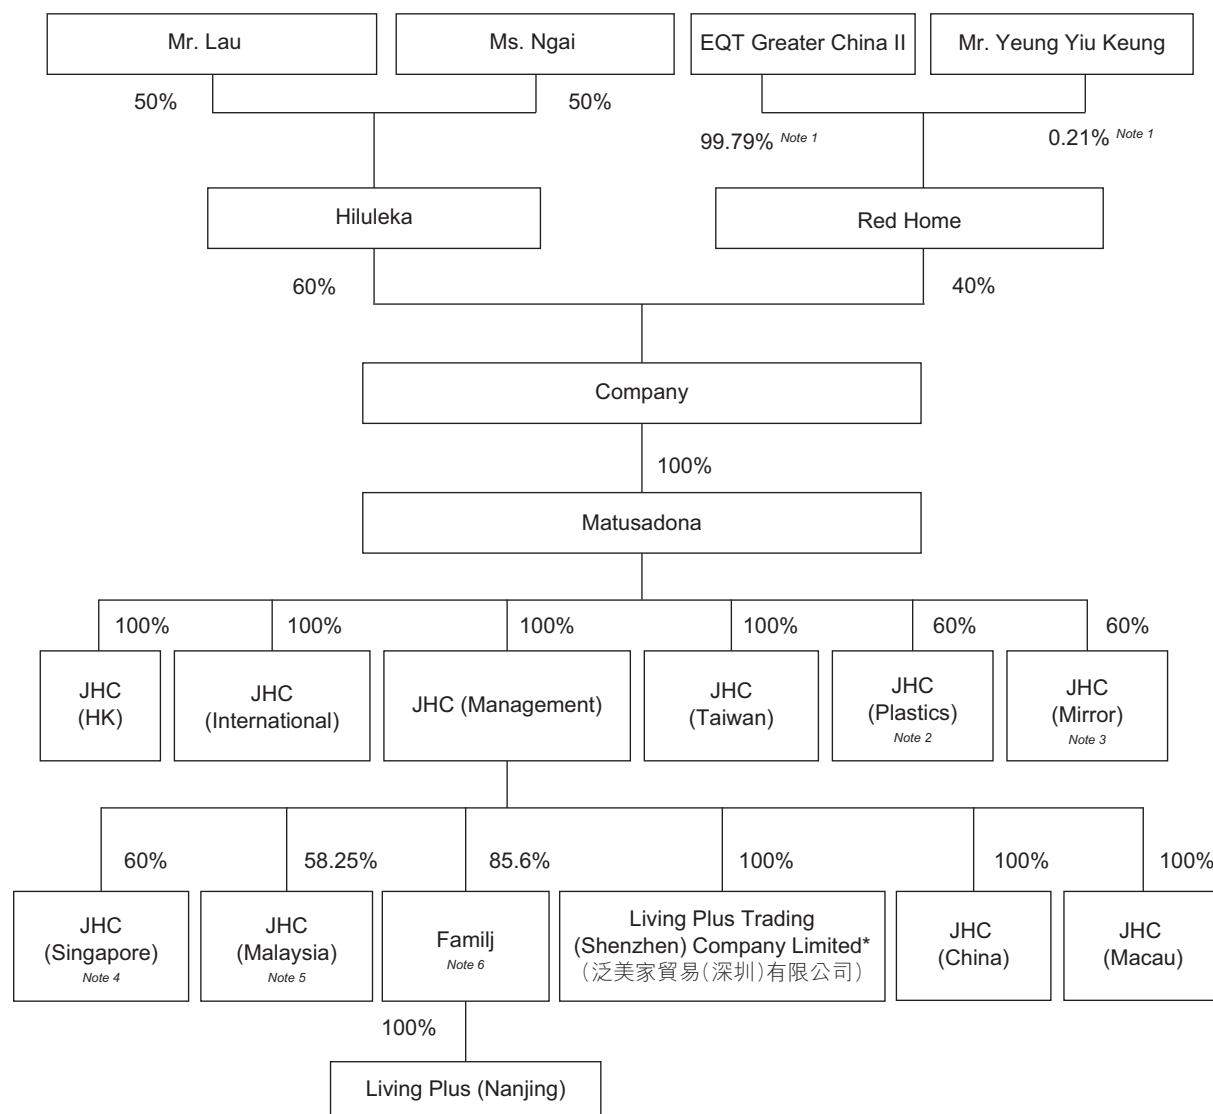 Mr. Lau
Ms. Ngai
EQT Greater China II
Mr. Yeung Yiu Keung
50%
50%
99.79% Note 1
0.21% Note 1
Hiluleka
Red Home
60%
40%
Company
100%
Matusadona
100%
100%
100%
100%
60%
60%
JHC
(HK)
JHC
(International)
JHC (Management)
JHC
(Taiwan)
JHC
(Plastics)
Note 2
JHC
(Mirror)
Note 3
60%
58.25%
85.6%
100%
100%
100%
JHC
(Singapore)
Note 4
JHC
(Malaysia)
Note 5
Familj
Note 6
Living Plus Trading
(Shenzhen) Company Limited*
(泛美家貿易(深圳)有限公司)
JHC
(China)
JHC
(Macau)
100%
Living Plus (Nanjing)